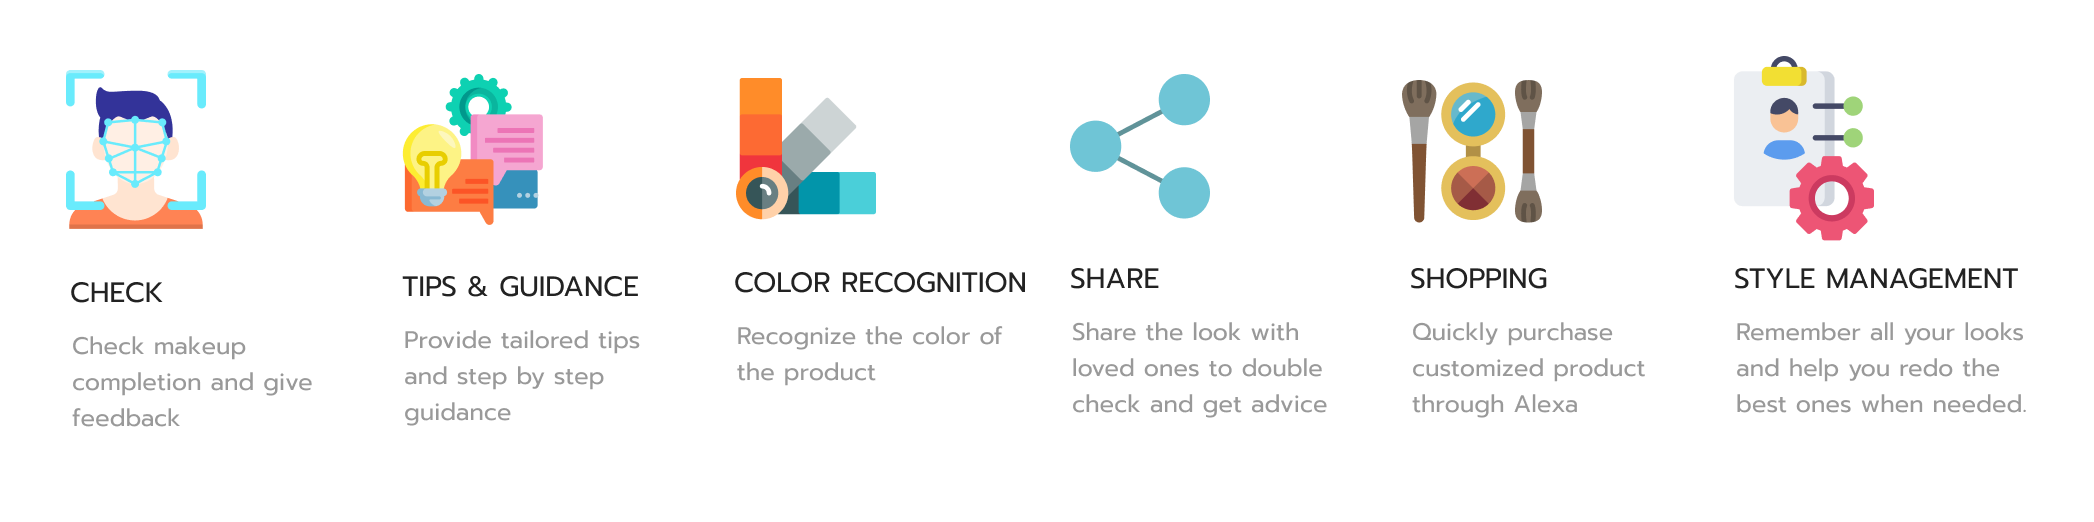 CHECK
Check makeup
completion and give
feedback
TIPS & GUIDANCE
Provide tailored tips
and step by step
guidance
COLOR RECOGNITION
Recognize the color of
the product
SHARE
Share the look with
loved ones to double
check and get advice
SHOPPING
Quickly purchase
customized product
through Alexa
STYLE MANAGEMENT
Remember all your looks
and help you redo the
best ones when needed.